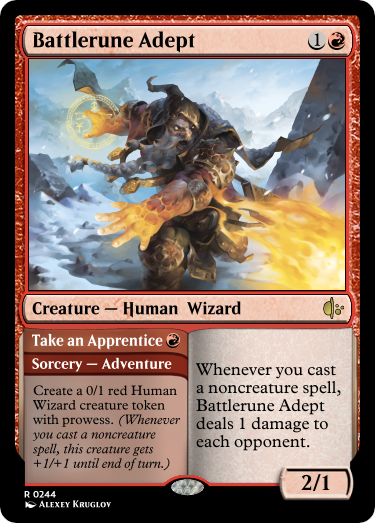 Battlerune Adept 1
Creature — Human Wizard
Take an Apprentice
Sorcery — Adventure
Create a 0/1 red Human
Wizard creature token
with prowess. (Whenever
you cast a noncreature
spell, this creature gets
+1/+1 until end of turn.)
Whenever you cast
a noncreature spell,
Battlerune Adept
deals 1 damage to
each opponent.
2/1
R 0244
Alexey Kruglov